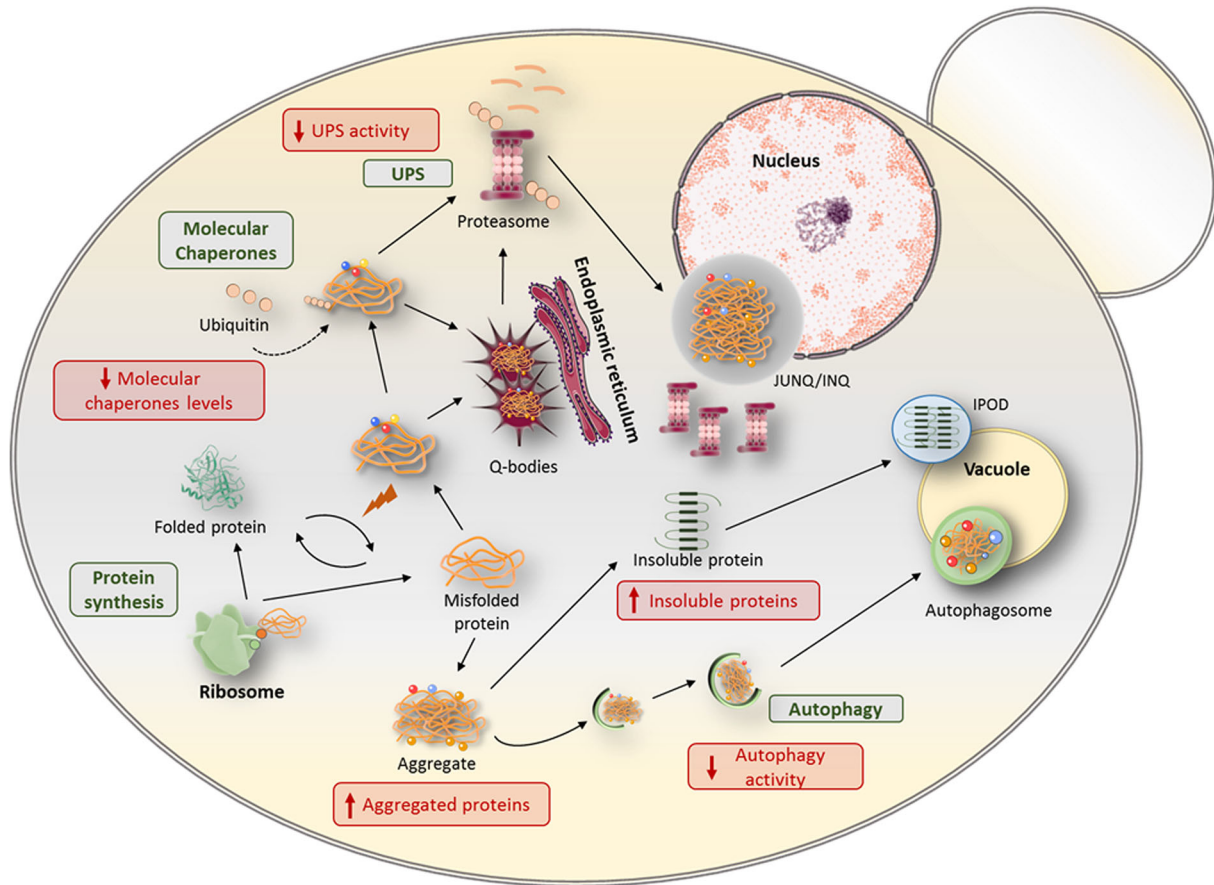 UPS activity
UPS
Proteasome
Nucleus
Molecular
Chaperones
Ubiquitin
Endoplasmic reticulum
Molecular
chaperones levels
JUNQ/INQ
IPOD
Q-bodies
Vacuole
Folded protein
Insoluble protein
Protein
synthesis
Misfolded
protein
Insoluble proteins
Autophagosome
Ribosome
Autophagy
Aggregate
Autophagy
activity
Aggregated proteins